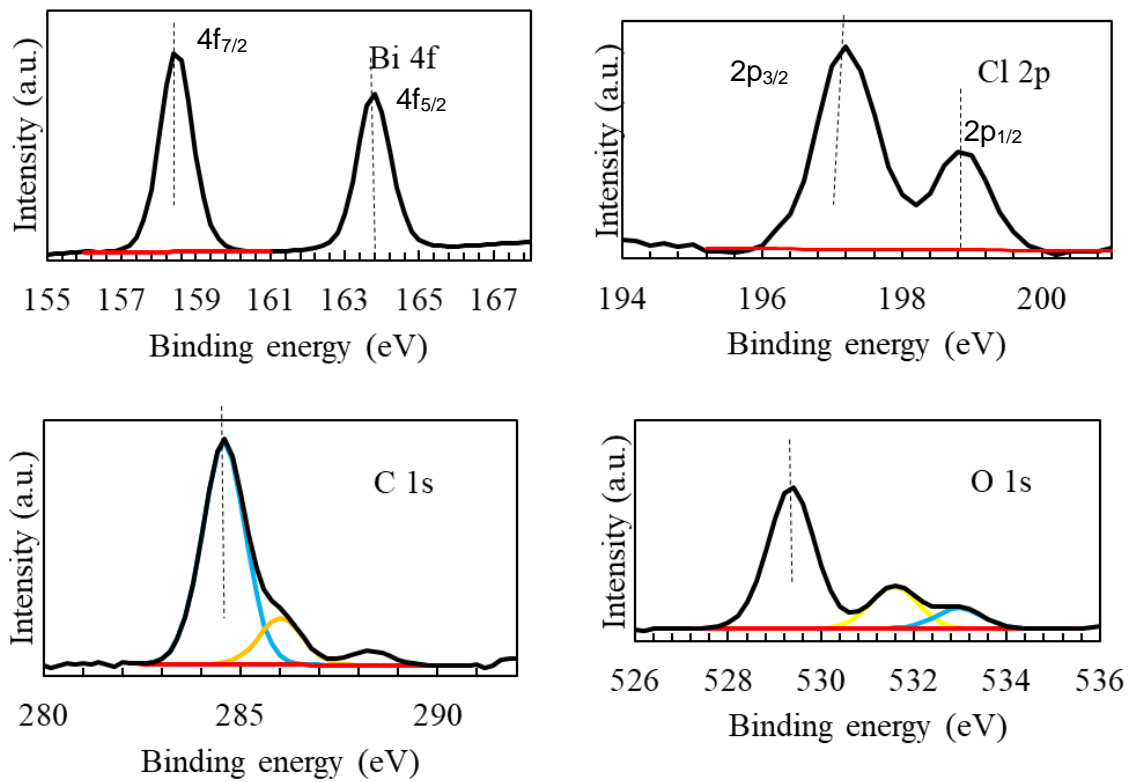 4f7/2
Bi 4f
4f5/2
Intensity (a.u.)
155 157 159 161 163 165 167
Binding energy (eV)
2p3/2
Cl 2p
2p1/2
Intensity (a.u.)
194 196 198 200
Binding energy (eV)
C 1s
Intensity (a.u.)
280 285 290
Binding energy (eV)
O 1s
Intensity (a.u.)
526 528 530 532 534 536
Binding energy (eV)